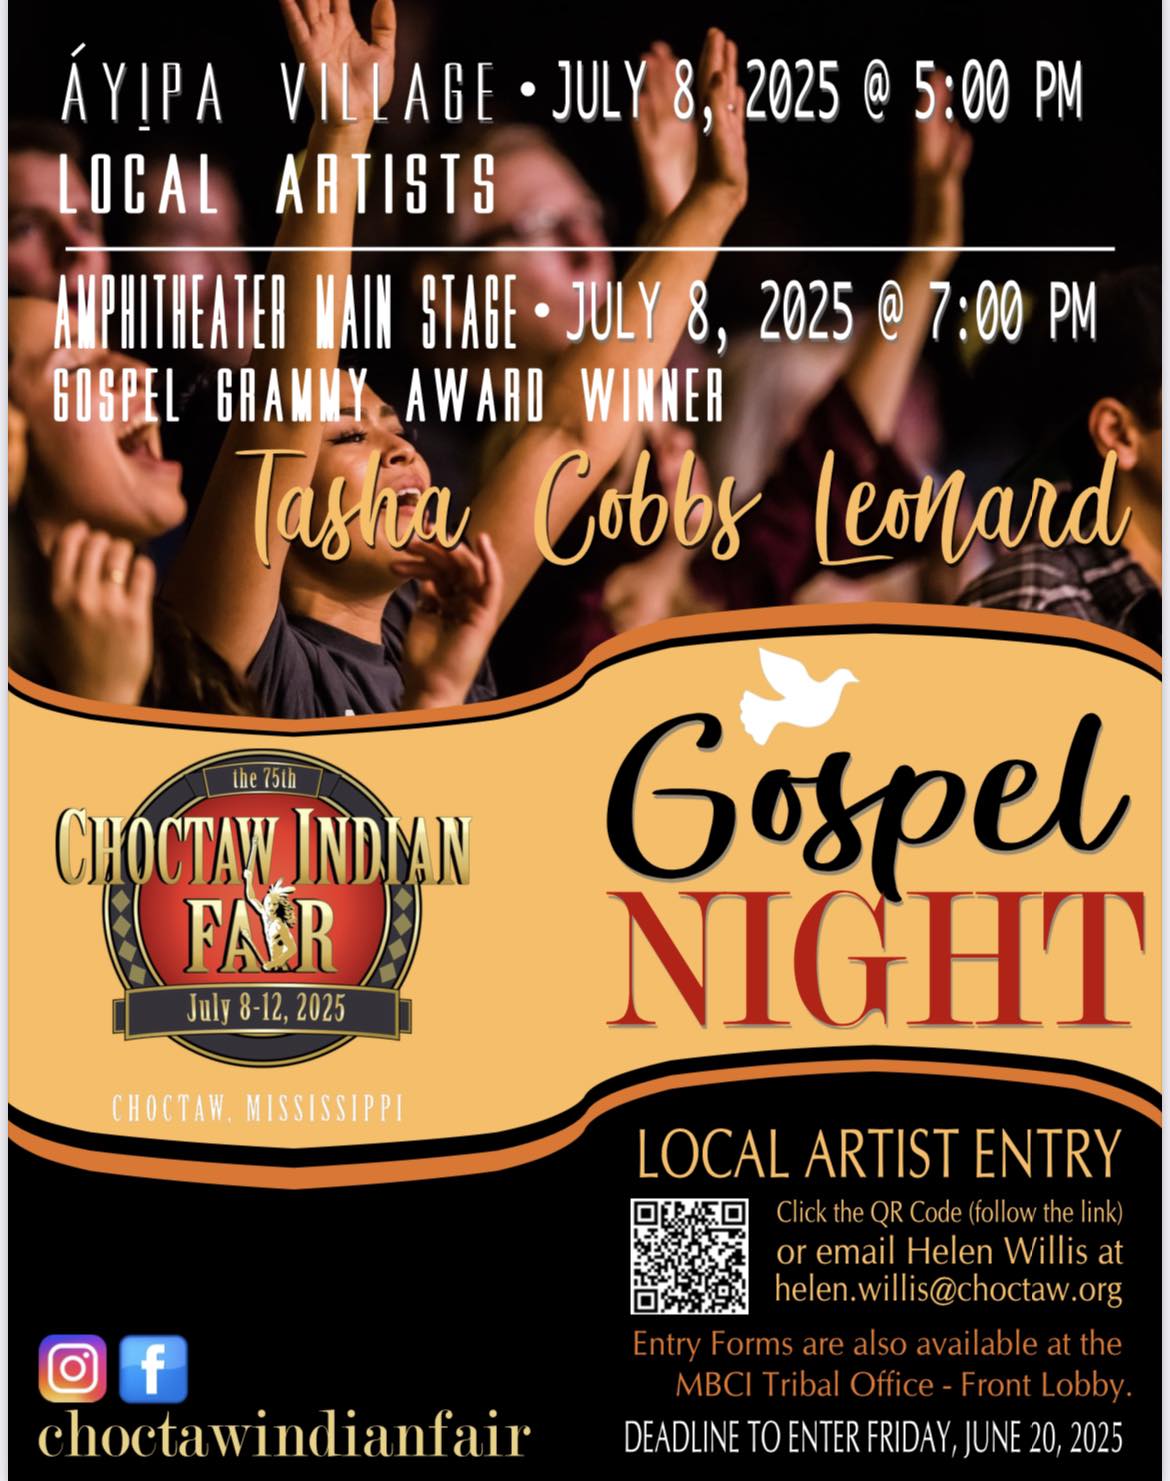 ÁYI̱PA VILLAGE • JULY 8, 2025 @ 5:00 PM
LOCAL ARTISTS
AMPHITHEATER MAIN STAGE • JULY 8, 2025 @ 7:00 PM
GOSPEL GRAMMY AWARD WINNER
Tasha Cobbs Leonard
Gospel
NIGHT
the 75th
CHOCTAW INDIAN
FAIR
July 8-12, 2025
CHOCTAW, MISSISSIPPI
LOCAL ARTIST ENTRY
Click the QR Code (follow the link)
or email Helen Willis at
helen.willis@choctaw.org
Entry Forms are also available at the
MBCI Tribal Office - Front Lobby.
DEADLINE TO ENTER FRIDAY, JUNE 20, 2025
choctawindianfair